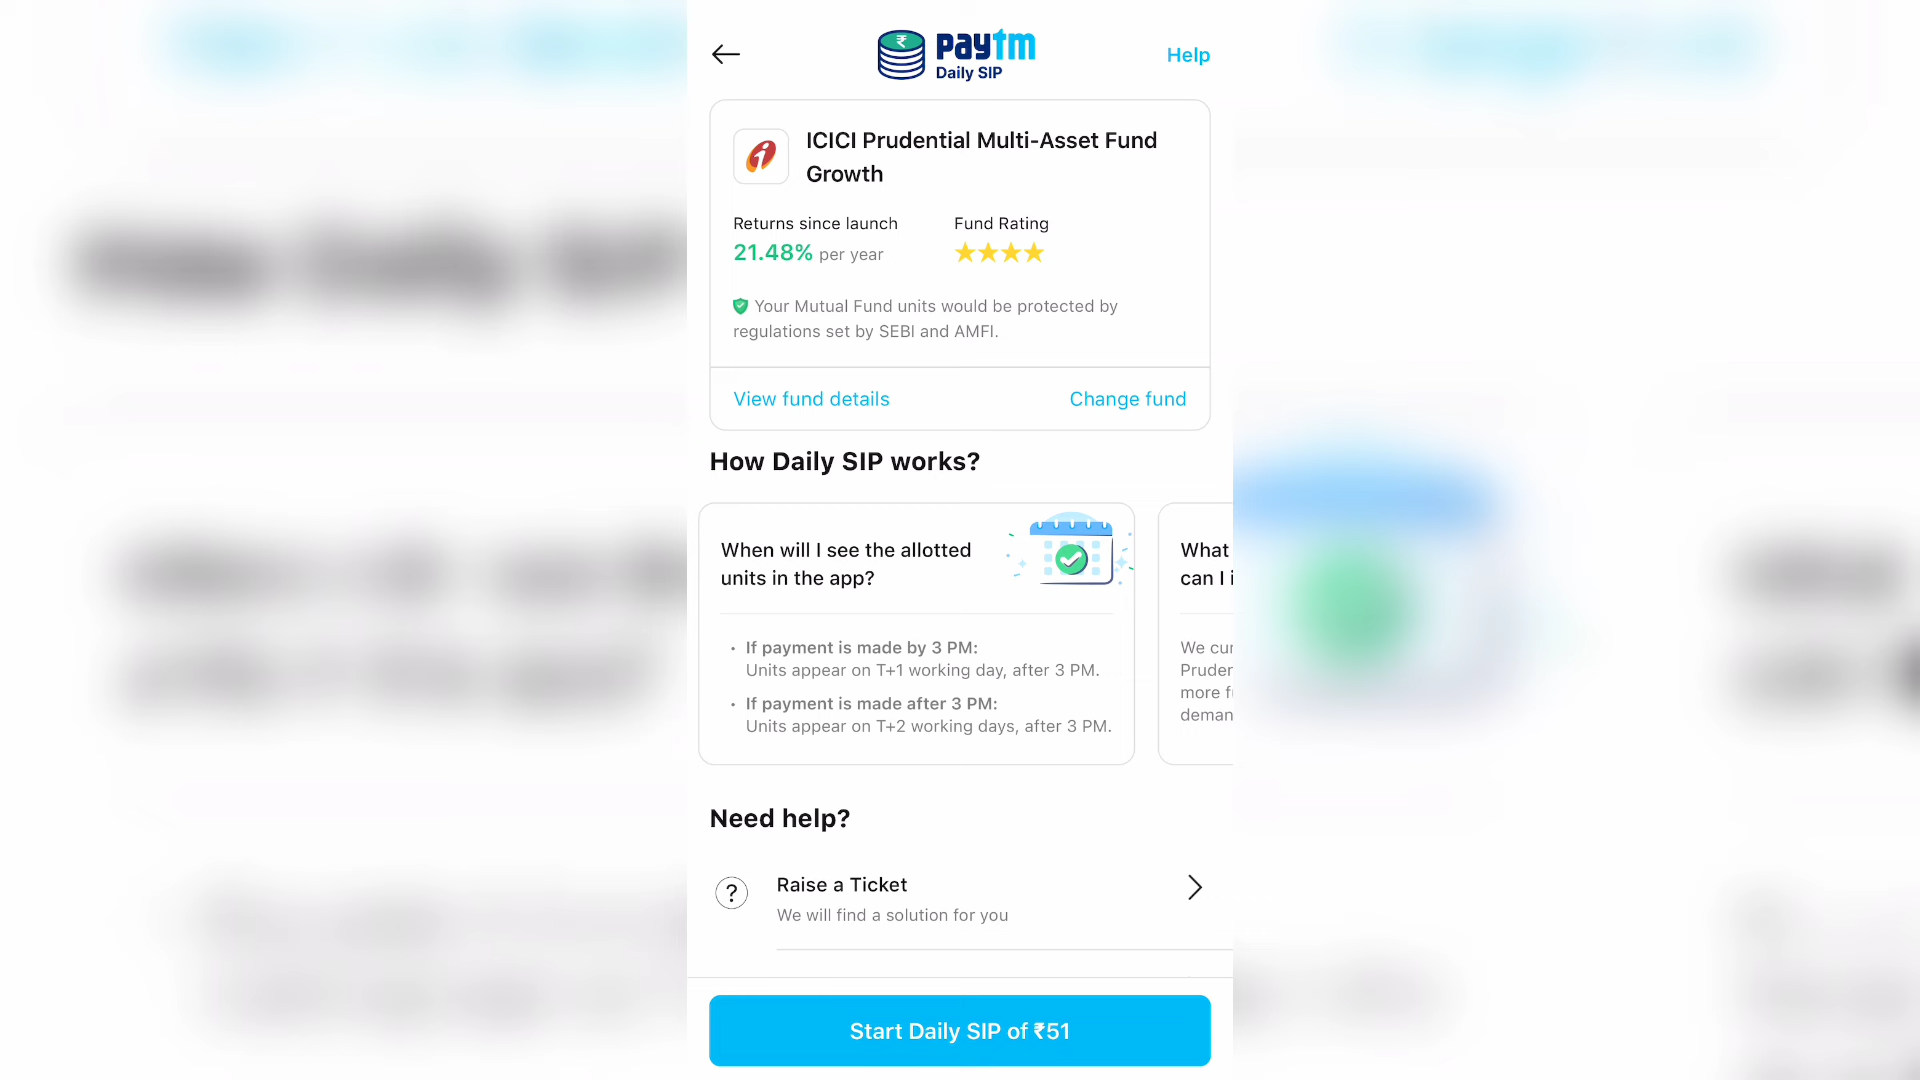 paytm
Daily SIP
Help
ICICI Prudential Multi-Asset Fund
Growth
Returns since launch
Fund Rating
21.48% per year
Your Mutual Fund units would be protected by
regulations set by SEBI and AMFI.
View fund details
Change fund
How Daily SIP works?
When will I see the allotted
units in the app?
• If payment is made by 3 PM:
Units appear on T+1 working day, after 3 PM.
• If payment is made after 3 PM:
Units appear on T+2 working days, after 3 PM.
What
can I
We
more
Need help?
?
Raise a Ticket
We will find a solution for you
Start Daily SIP of ₹51